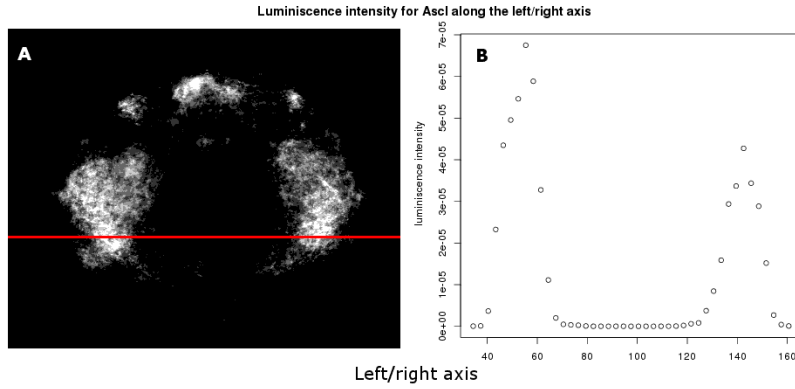 Luminiscence intensity for AscI along the left/right axis
A
B
luminiscence intensity
7e-05
6e-05
5e-05
4e-05
3e-05
2e-05
1e-05
0e+00
40 60 80 100 120 140 160
Left/right axis